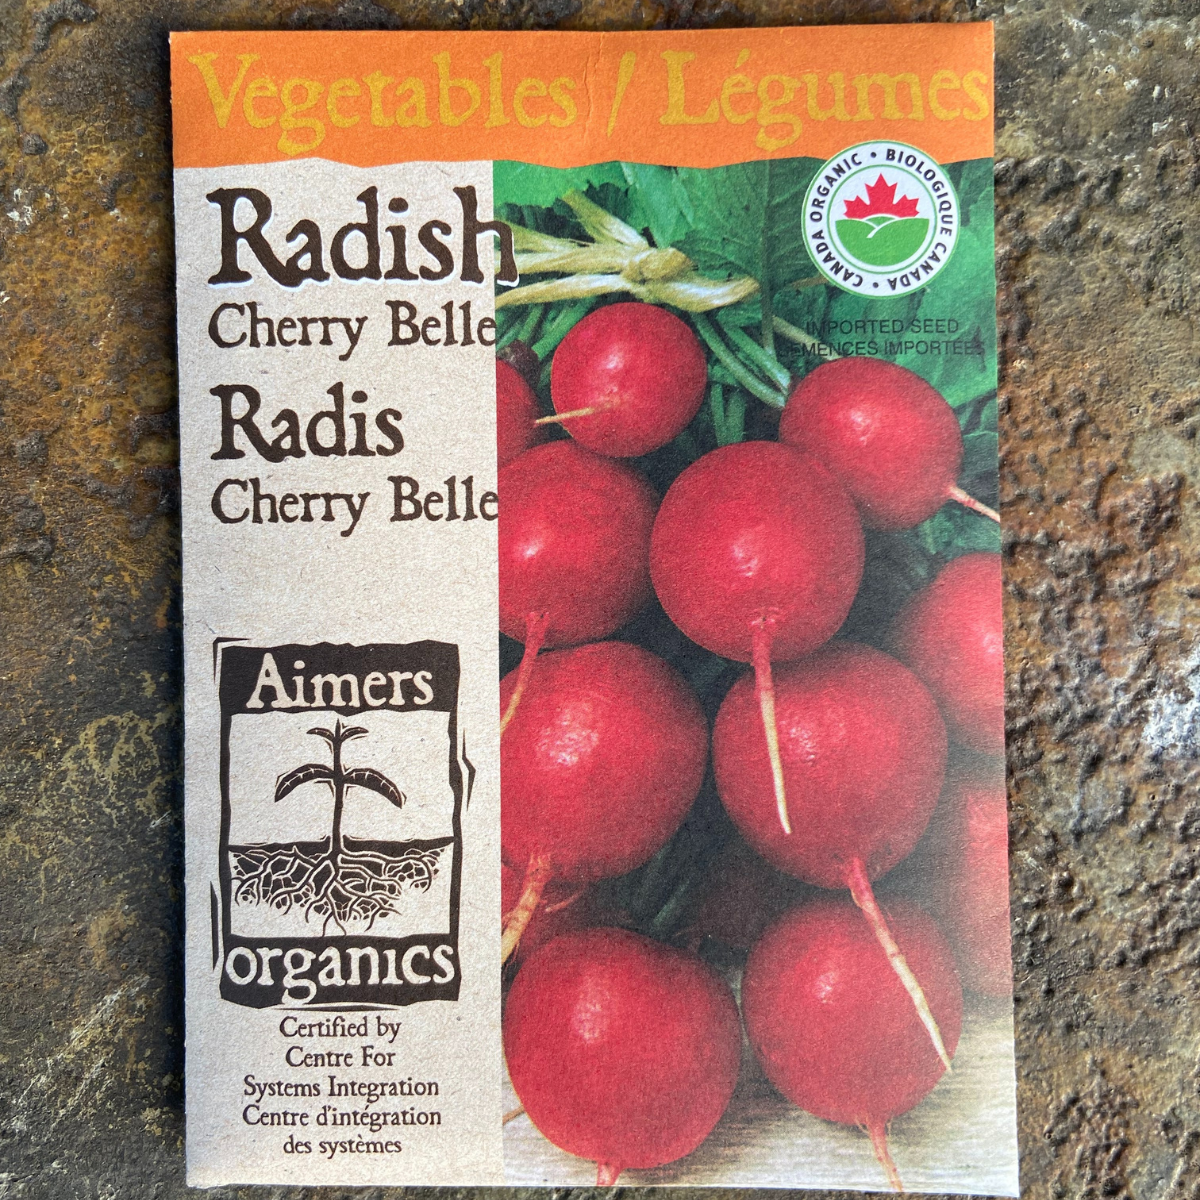 Vegetables / Légumes
Radish
Cherry Belle
Radis
Cherry Belle
CANADA ORGANIC • BIOLOGIQUE CANADA •
IMPORTED SEED
SEMENCES IMPORTÉES
Aimers
organics
Certified by
Centre For
Systems Integration
Centre d'intégration
des systèmes